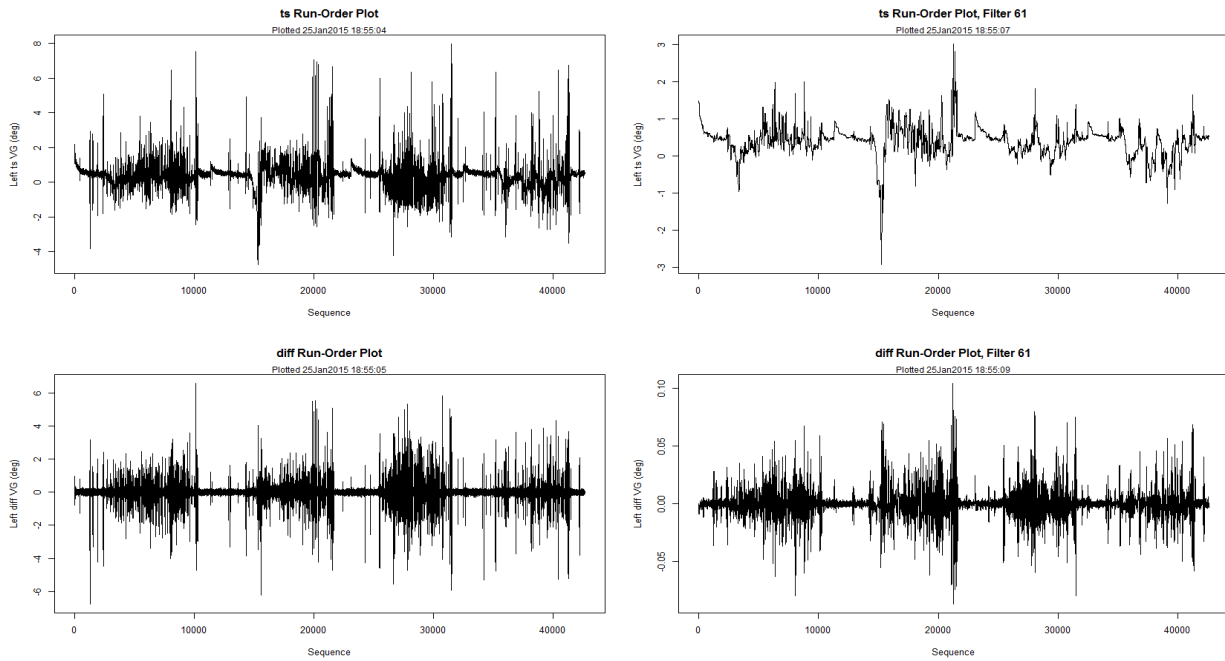 ts Run-Order Plot
Plotted 25Jan2015 18:55:04
Left ts VG (deg)
8
6
4
2
0
-2
-4
0 10000 20000 30000 40000
Sequence
ts Run-Order Plot, Filter 61
Plotted 25Jan2015 18:55:07
Left ts VG (deg)
3
2
1
0
-1
-2
-3
0 10000 20000 30000 40000
Sequence
diff Run-Order Plot
Plotted 25Jan2015 18:55:05
Left diff VG (deg)
6
4
2
0
-2
-4
-6
0 10000 20000 30000 40000
Sequence
diff Run-Order Plot, Filter 61
Plotted 25Jan2015 18:55:09
Left diff VG (deg)
0.10
0.05
0.00
-0.05
0 10000 20000 30000 40000
Sequence